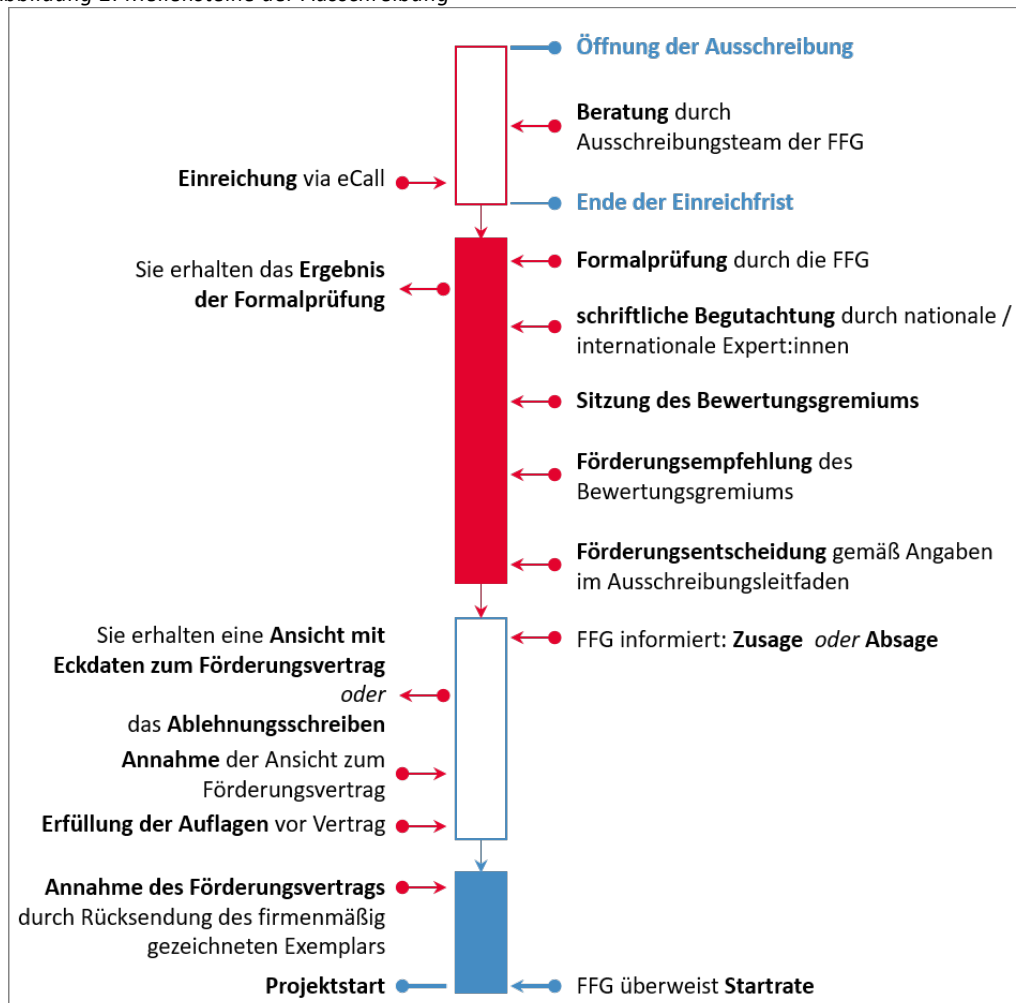 Öffnung der Ausschreibung
Beratung durch
Ausschreibungsteam der FFG
Einreichung via eCall
Ende der Einreichfrist
Formalprüfung durch die FFG
Sie erhalten das Ergebnis
der Formalprüfung
schriftliche Begutachtung durch nationale /
internationale Expert:innen
Sitzung des Bewertungsgremiums
Förderungsempfehlung des
Bewertungsgremiums
Förderungsentscheidung gemäß Angaben
im Ausschreibungsleitfaden
FFG informiert: Zusage oder Absage
Sie erhalten eine Ansicht mit
Eckdaten zum Förderungsvertrag
oder
das Ablehnungsschreiben
Annahme der Ansicht zum
Förderungsvertrag
Erfüllung der Auflagen vor Vertrag
Annahme des Förderungsvertrags
durch Rücksendung des firmenmäßig
gezeichneten Exemplars
Projektstart
FFG überweist Startrate